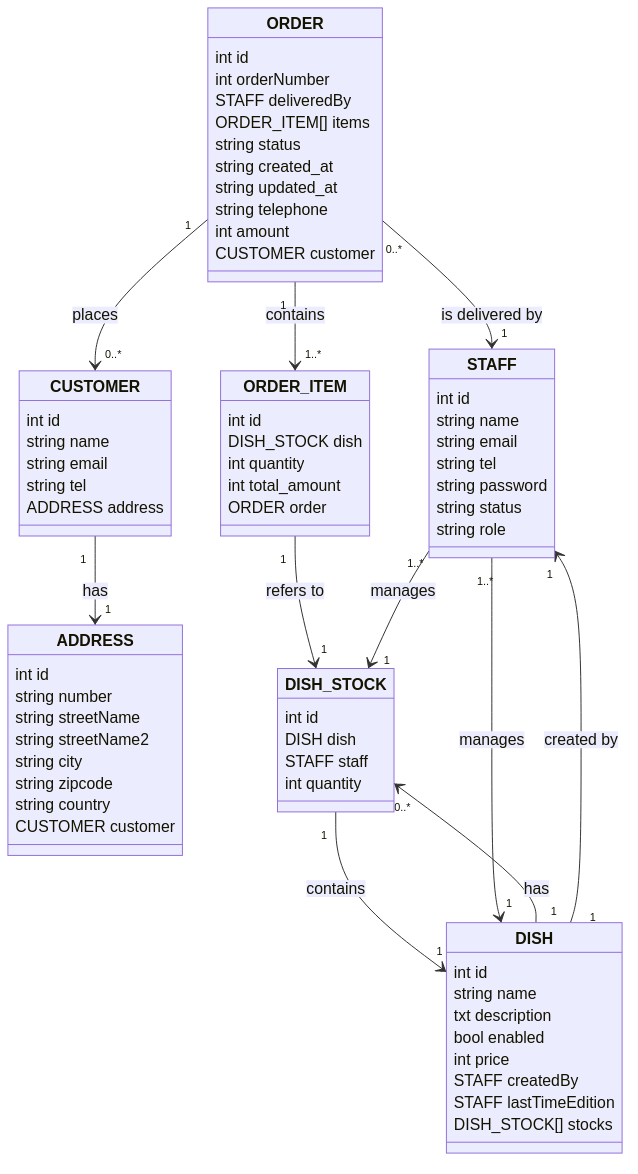 ORDER
int id
int orderNumber
STAFF deliveredBy
ORDER_ITEM[] items
string status
string created_at
string updated_at
string telephone
int amount
CUSTOMER customer
1
0..*
1
places
contains
is delivered by
1
0..*
1..*
CUSTOMER
int id
string name
string email
string tel
ADDRESS address
ORDER_ITEM
int id
DISH_STOCK dish
int quantity
int total_amount
ORDER order
STAFF
int id
string name
string email
string tel
string password
string status
string role
1
1
1..*
1..*
1
has
refers to
manages
1
1
1
ADDRESS
int id
string number
string streetName
string streetName2
string city
string zipcode
string country
CUSTOMER customer
DISH_STOCK
int id
DISH dish
STAFF staff
int quantity
manages
created by
0..*
1
contains
has
1
1
1
1
DISH
int id
string name
txt description
bool enabled
int price
STAFF createdBy
STAFF lastTimeEdition
DISH_STOCK[] stocks